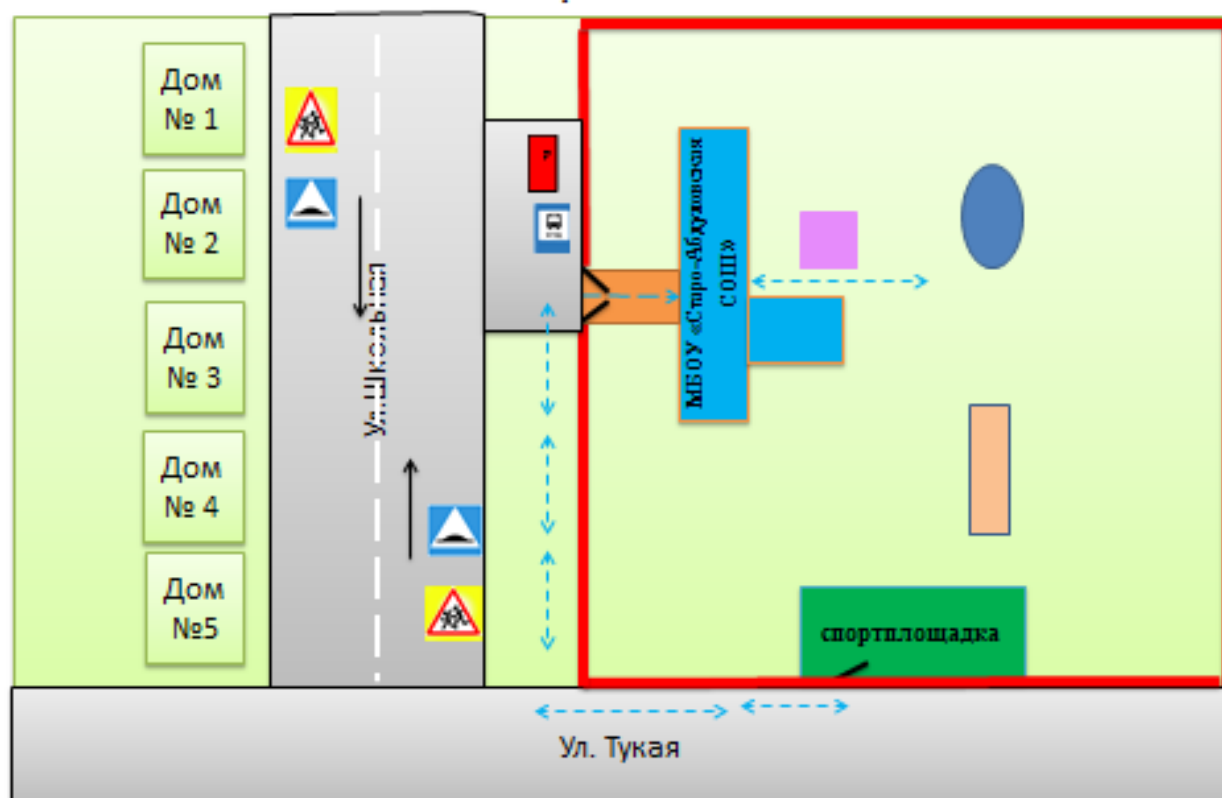 Дом
№ 1
Дом
№ 2
Дом
№ 3
Дом
№ 4
Дом
№5
Ул.Школьная
МБОУ «Старо-Абдуловская
СОШ»
спортплощадка
Ул. Тукая